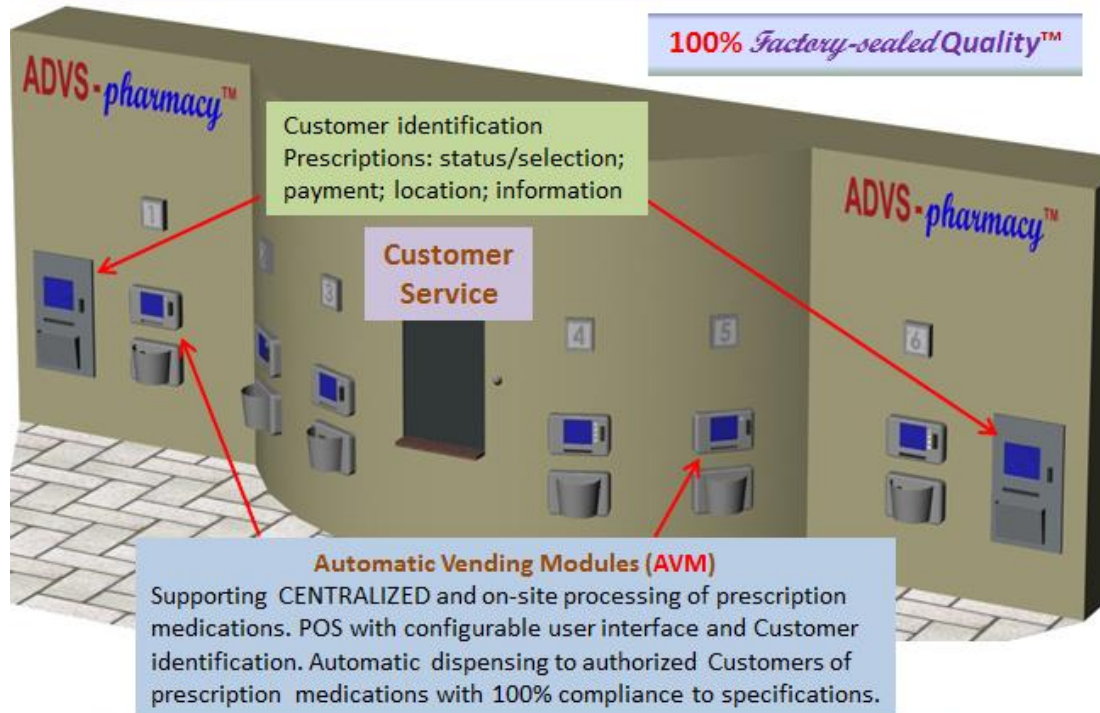 100% Factory-sealed Quality™
ADVS-pharmacy™
Customer identification
Prescriptions: status/selection;
payment; location; information
ADVS-pharmacy™
Customer
Service
1
2
3
4
5
6
Automatic Vending Modules (AVM)
Supporting CENTRALIZED and on-site processing of prescription
medications. POS with configurable user interface and Customer
identification. Automatic dispensing to authorized Customers of
prescription medications with 100% compliance to specifications.